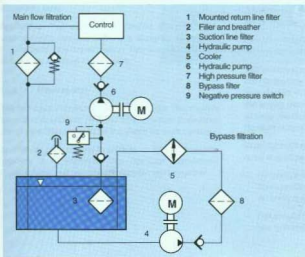 Main flow filtration
Control
1 Mounted return line filter
2 Filler and breather
3 Suction line filter
4 Hydraulic pump
5 Cooler
6 Hydraulic pump
7 High pressure filter
8 Bypass filter
9 Negative pressure switch
1
7
6
M
9
2
Bypass filtration
5
3
M
8
4